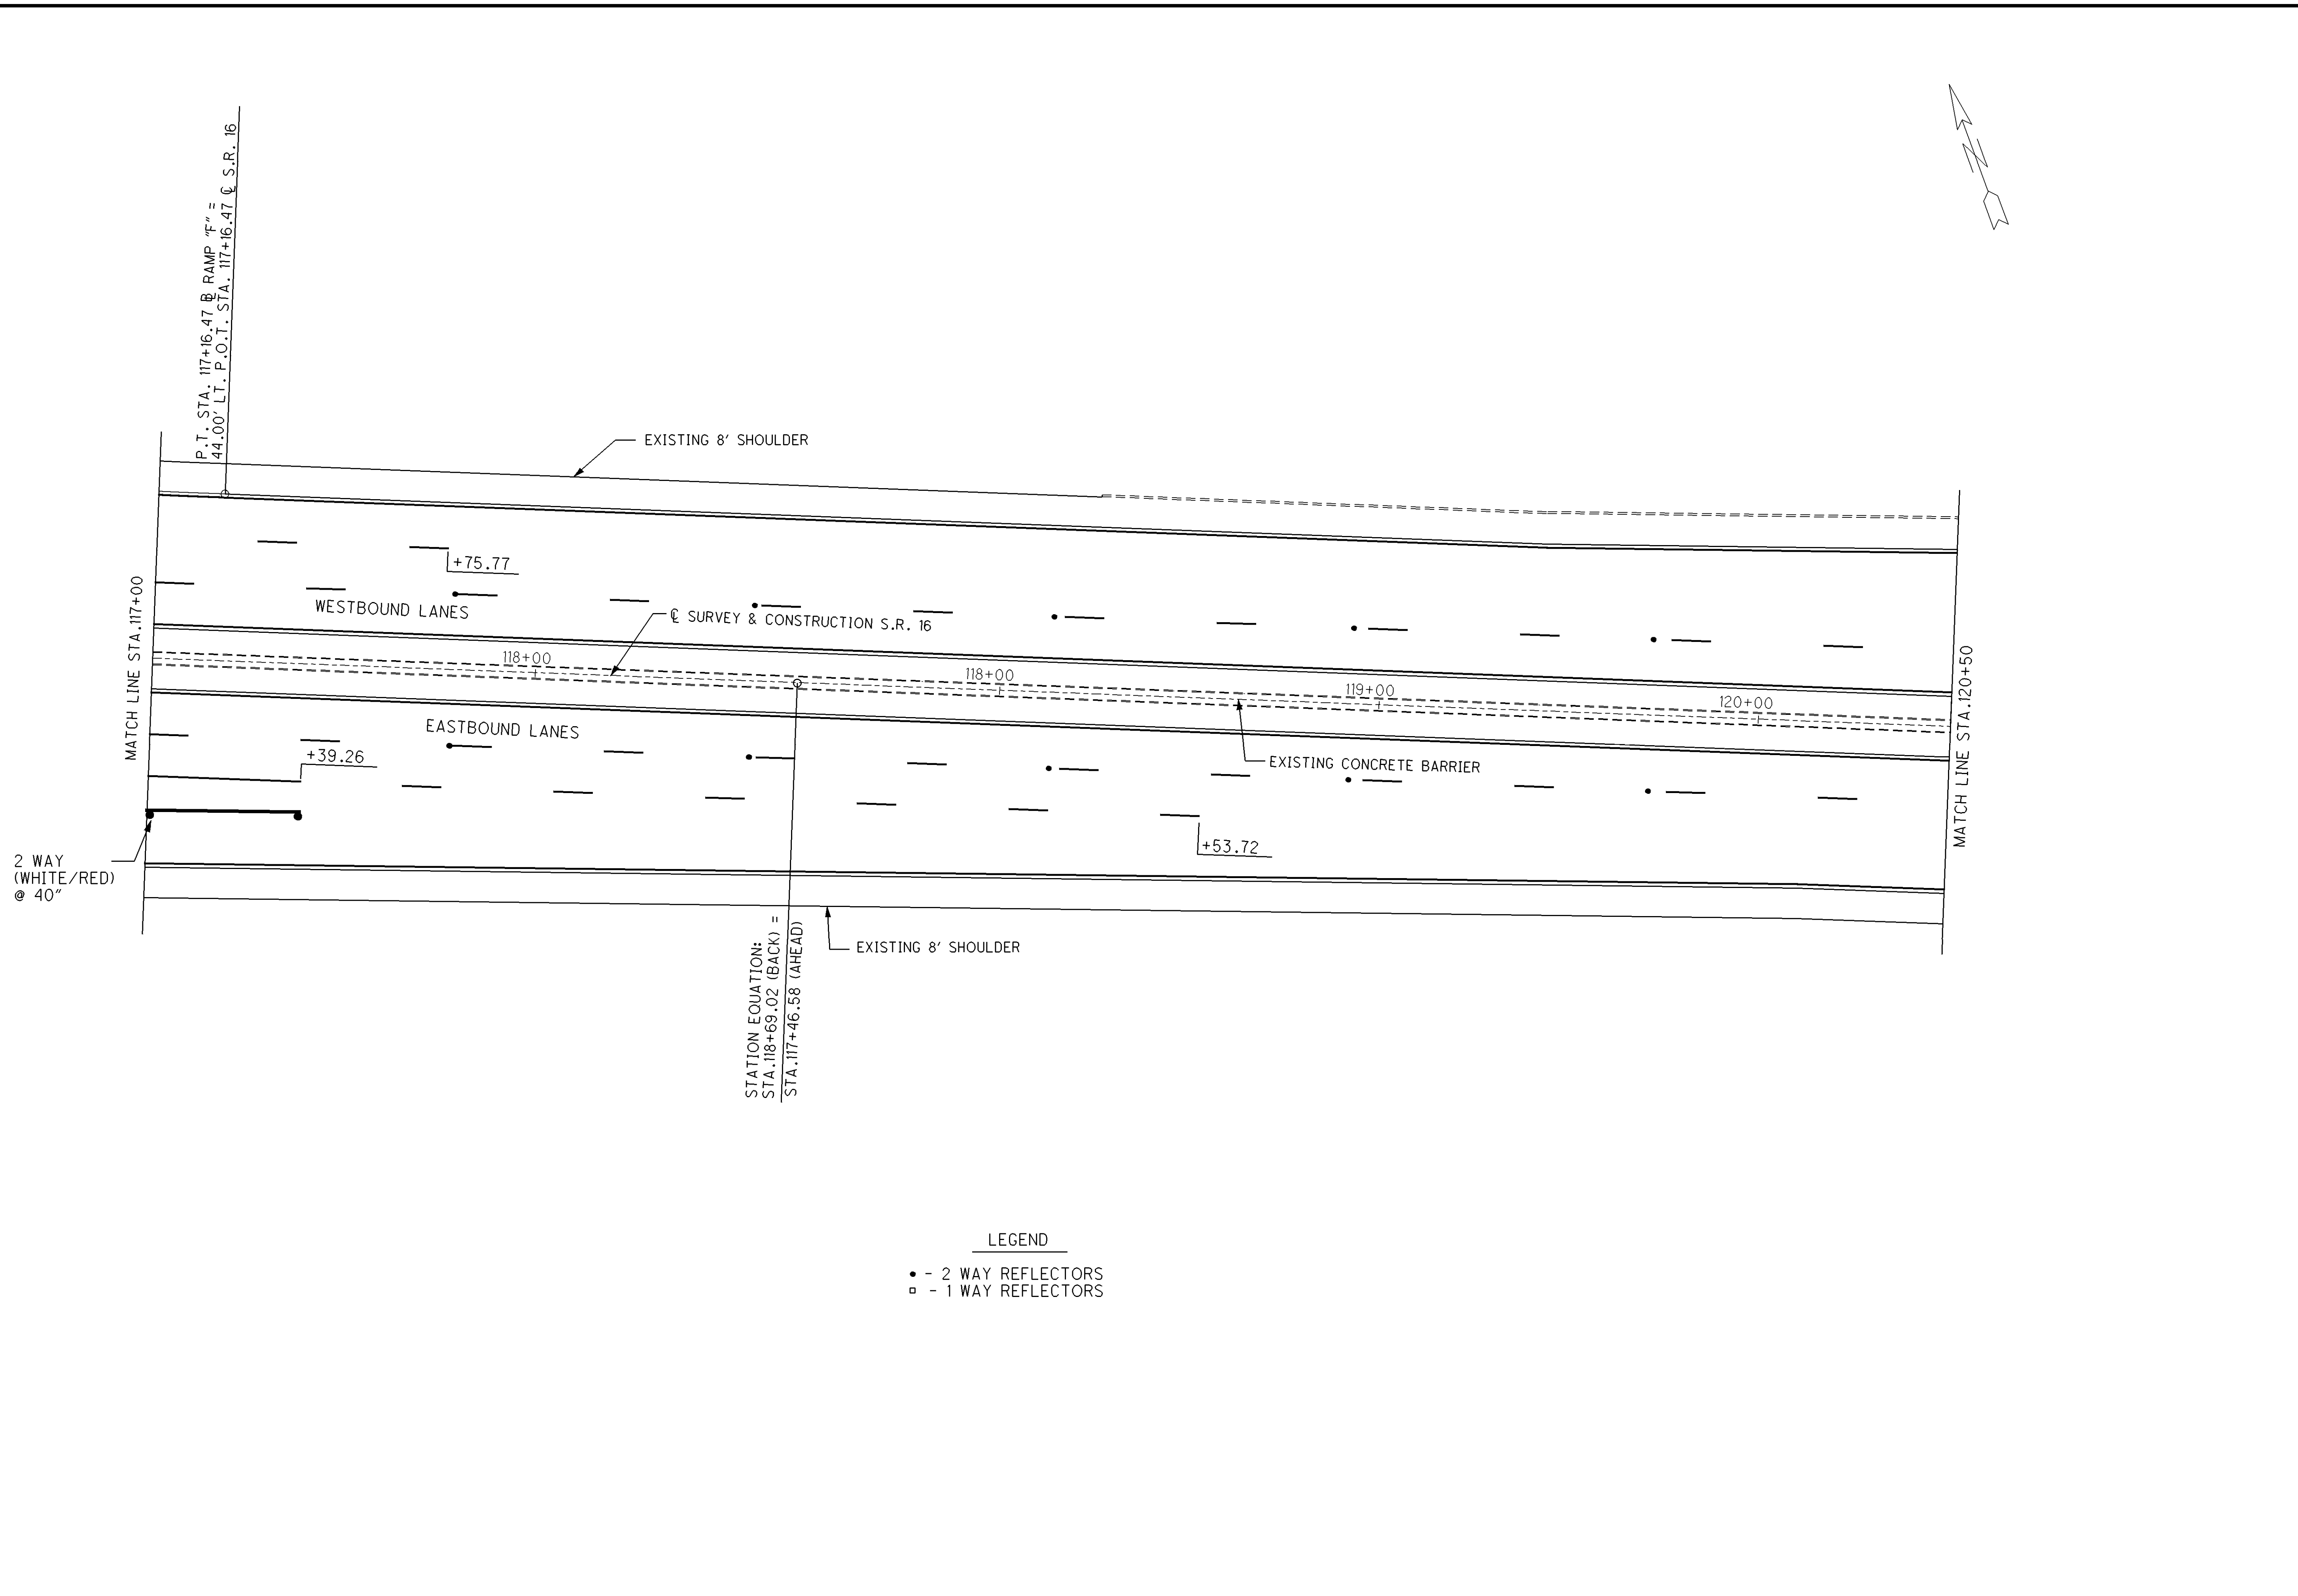 P.T. STA. 117+16.47 ⅊ RAMP "F" =
44.00' LT. P.O.T. STA. 117+16.47 ℄ S.R. 16
EXISTING 8' SHOULDER
+75.77
WESTBOUND LANES
℄ SURVEY & CONSTRUCTION S.R. 16
MATCH LINE STA.117+00
118+00
118+00
119+00
120+00
MATCH LINE STA.120+50
EASTBOUND LANES
+39.26
EXISTING CONCRETE BARRIER
+53.72
2 WAY
(WHITE/RED)
@ 40"
EXISTING 8' SHOULDER
STATION EQUATION:
STA.118+69.02 (BACK) =
STA.117+46.58 (AHEAD)
LEGEND
- 2 WAY REFLECTORS
- 1 WAY REFLECTORS